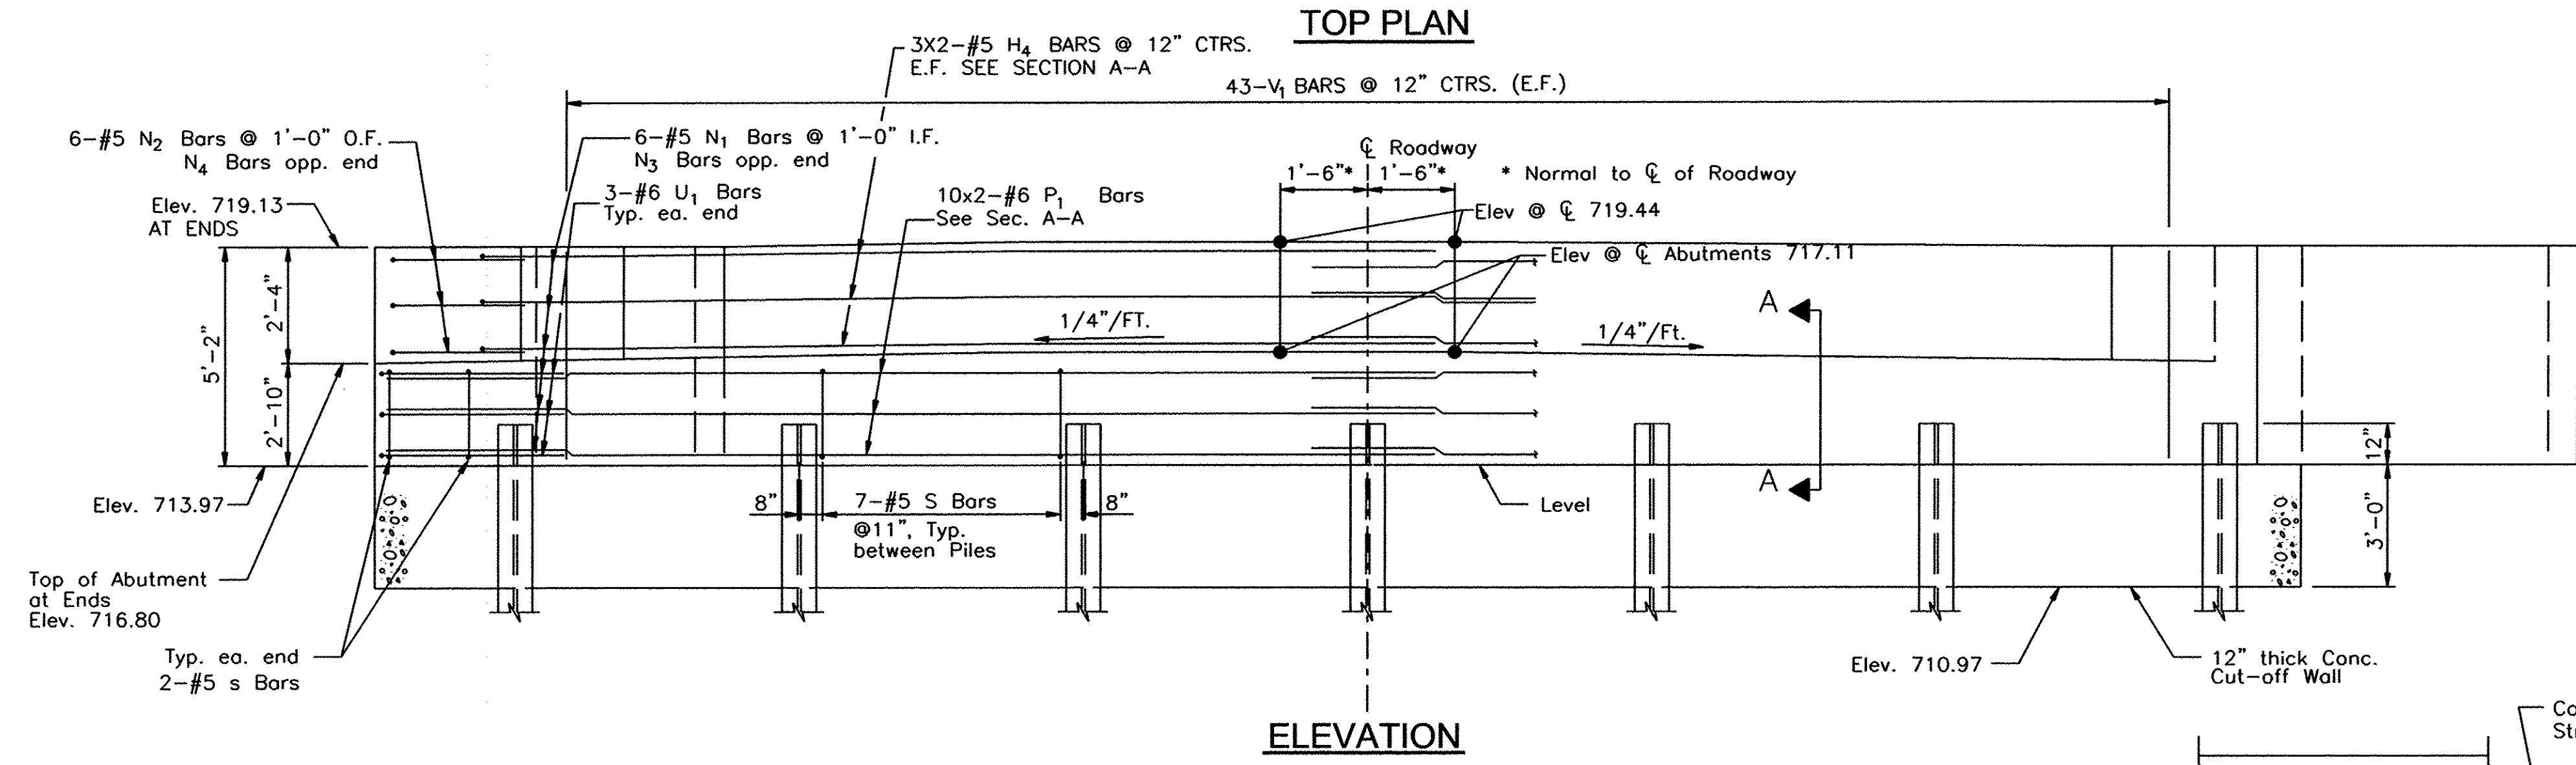 TOP PLAN
3X2-#5 H4 BARS @ 12" CTRS.
E.F. SEE SECTION A-A
43-V1 BARS @ 12" CTRS. (E.F.)
6-#5 N2 Bars @ 1'-0" O.F.
N4 Bars opp. end
6-#5 N1 Bars @ 1'-0" I.F.
N3 Bars opp. end
3-#6 U1 Bars
Typ. ea. end
10x2-#6 P1 Bars
See Sec. A-A
℄ Roadway
1'-6"*
1'-6"*
* Normal to ℄ of Roadway
Elev @ ℄ 719.44
Elev @ ℄ Abutments 717.11
Elev. 719.13
AT ENDS
5'-2"
2'-4"
2'-10"
1/4"/FT.
1/4"/Ft.
A
A
12"
3'-0"
Elev. 713.97
8"
7-#5 S Bars
8"
@11", Typ.
between Piles
Level
Top of Abutment
at Ends
Elev. 716.80
Typ. ea. end
2-#5 s Bars
Elev. 710.97
12" thick Conc.
Cut-off Wall
ELEVATION